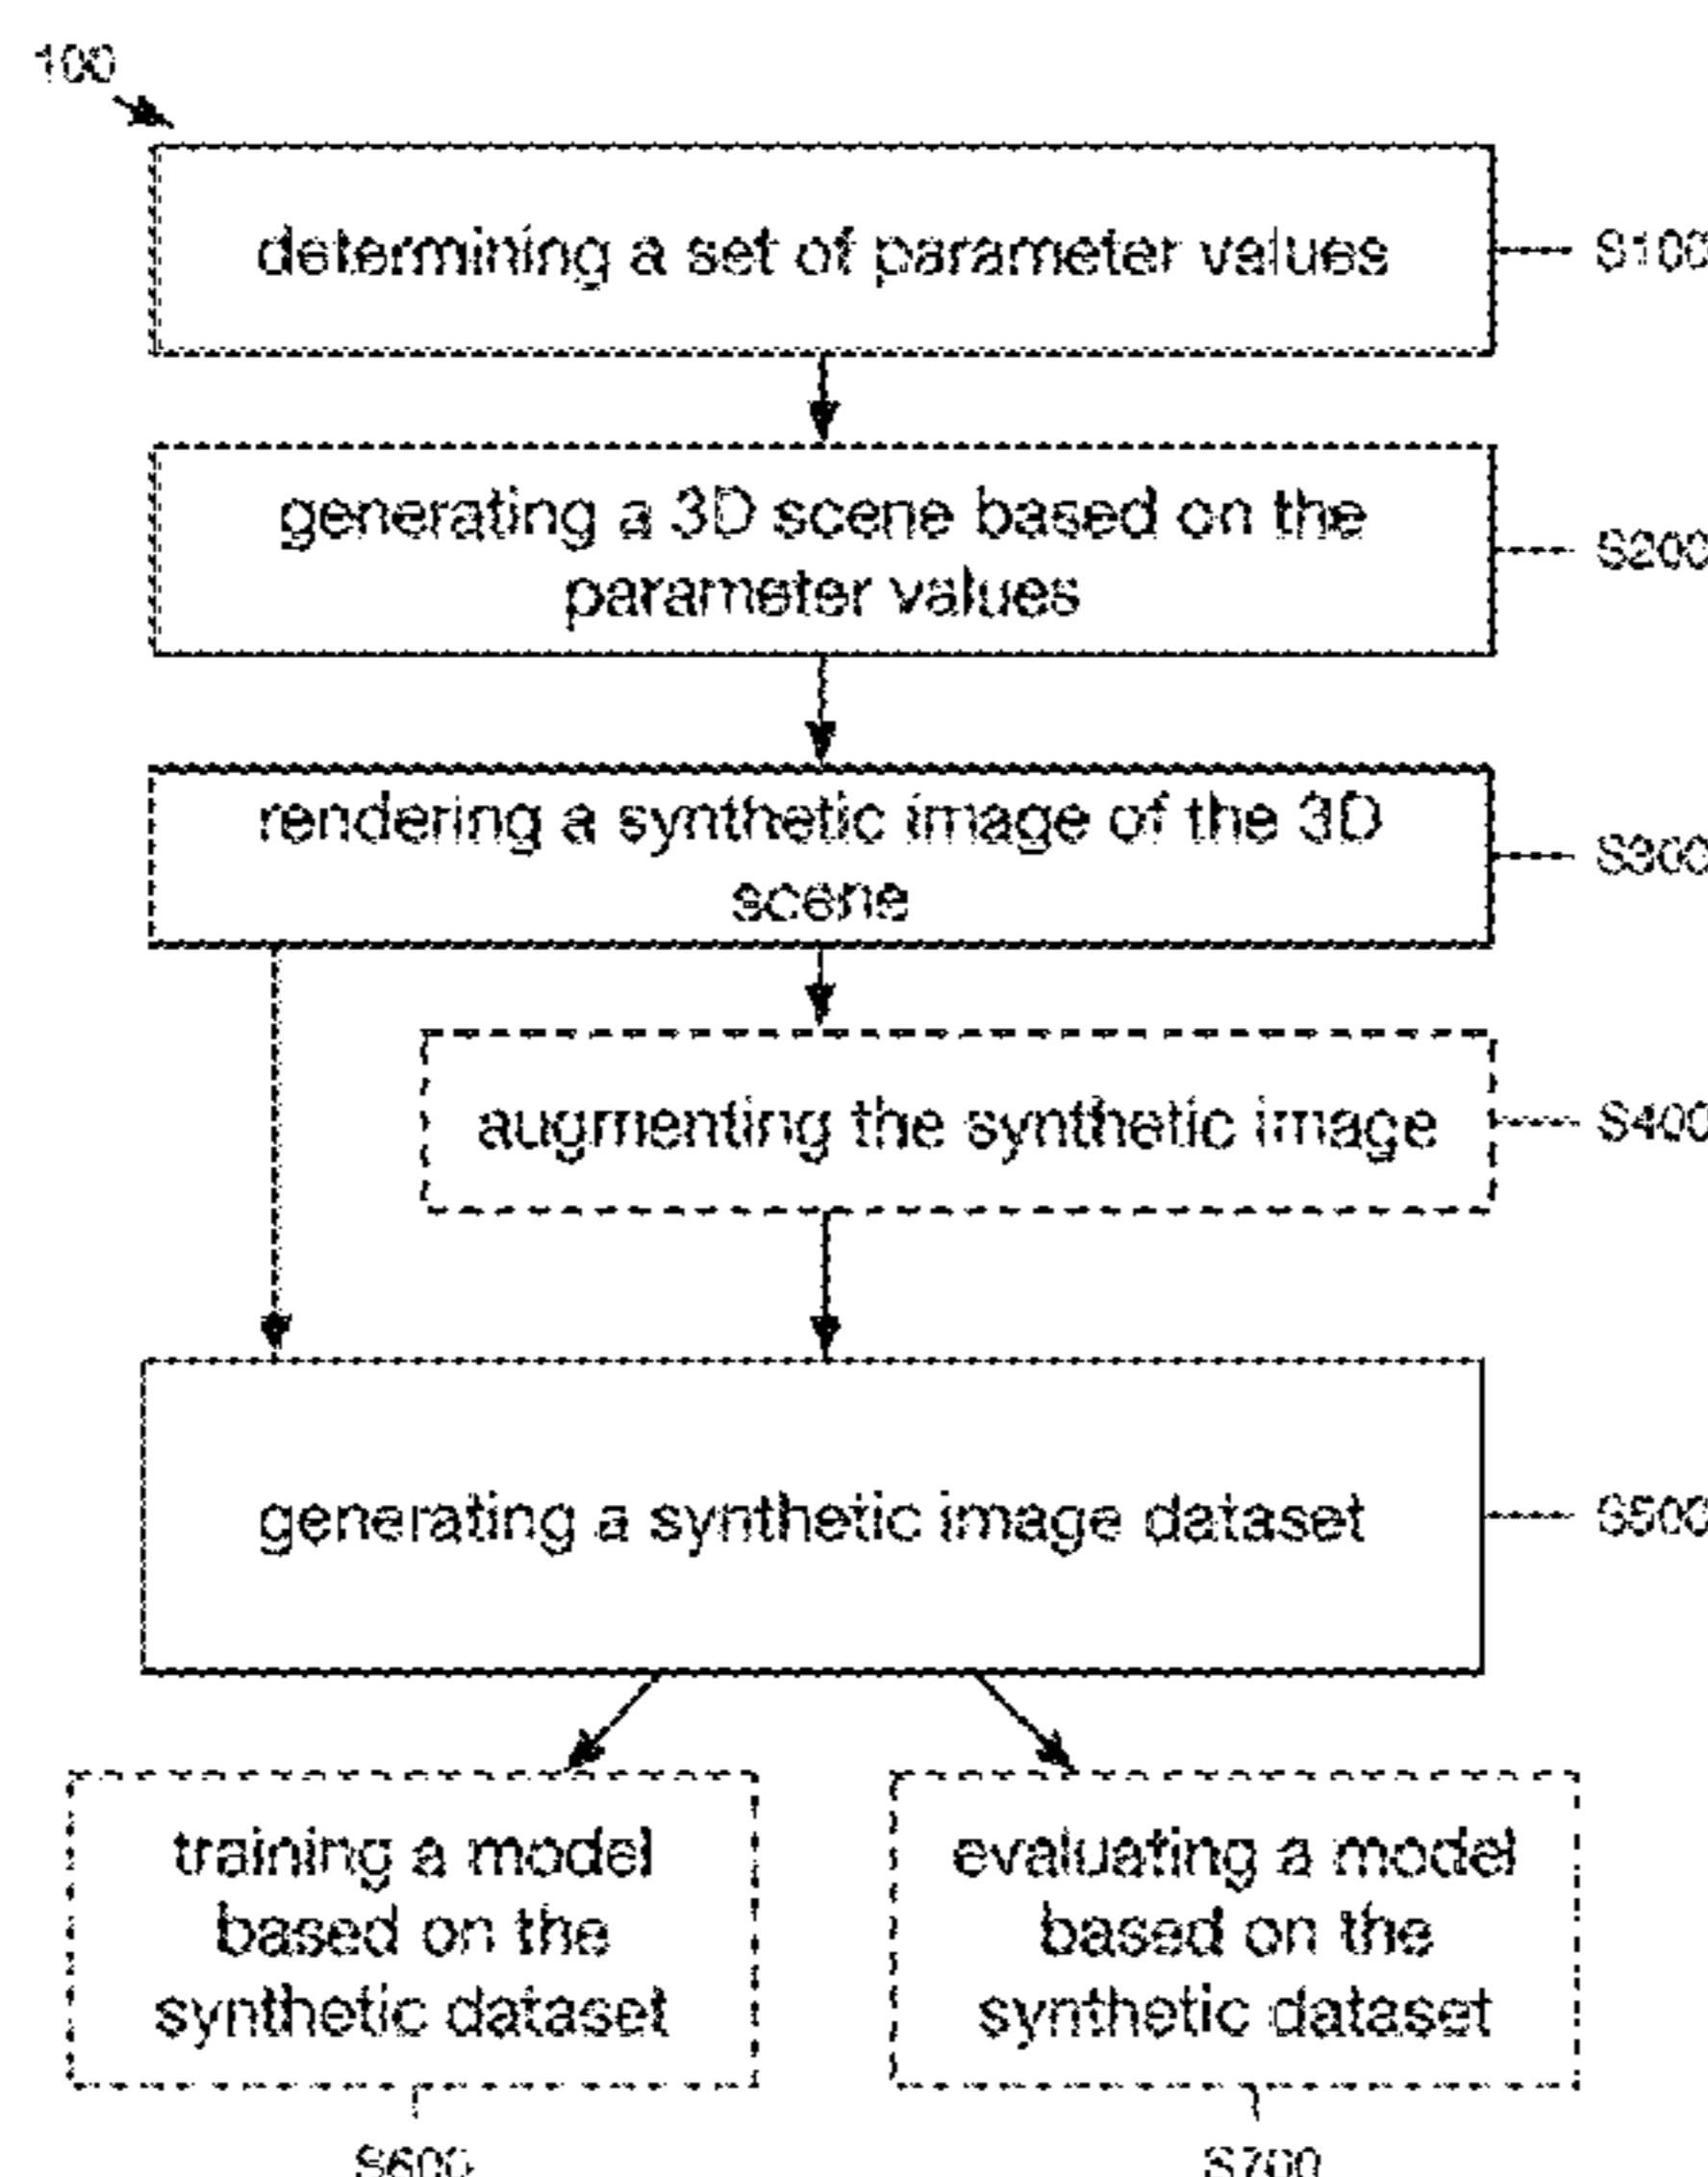 100
determining a set of parameter values
S100
generating a 3D scene based on the
parameter values
S200
rendering a synthetic image of the 3D
scene
S300
augmenting the synthetic image
S400
generating a synthetic image dataset
S500
training a model
based on the
synthetic dataset
evaluating a model
based on the
synthetic dataset
S600
S700